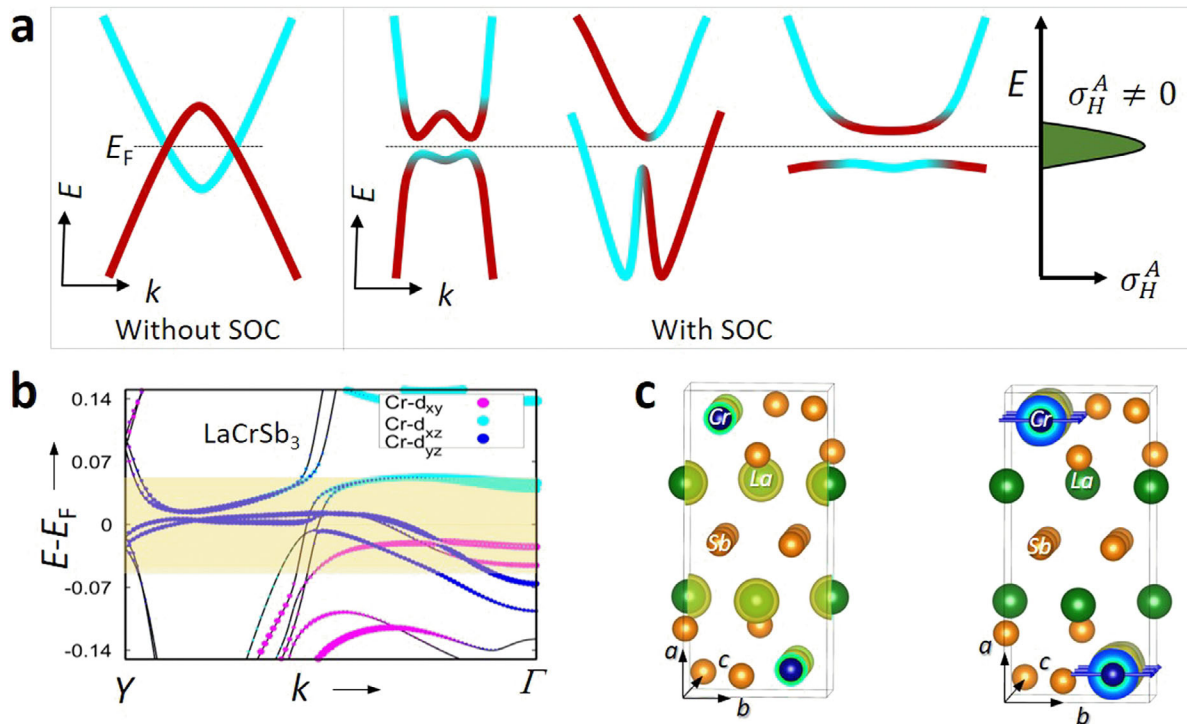 a
E
σ_H^A ≠ 0
E_F
E
E
k
k
σ_H^A
Without SOC
With SOC
b
c
0.14
Cr-d_xy
Cr-d_xz
Cr-d_yz
LaCrSb_3
Cr
Cr
0.07
La
La
E-E_F
0
Sb
Sb
-0.07
a
c
a
c
-0.14
b
b
Y
k
Γ